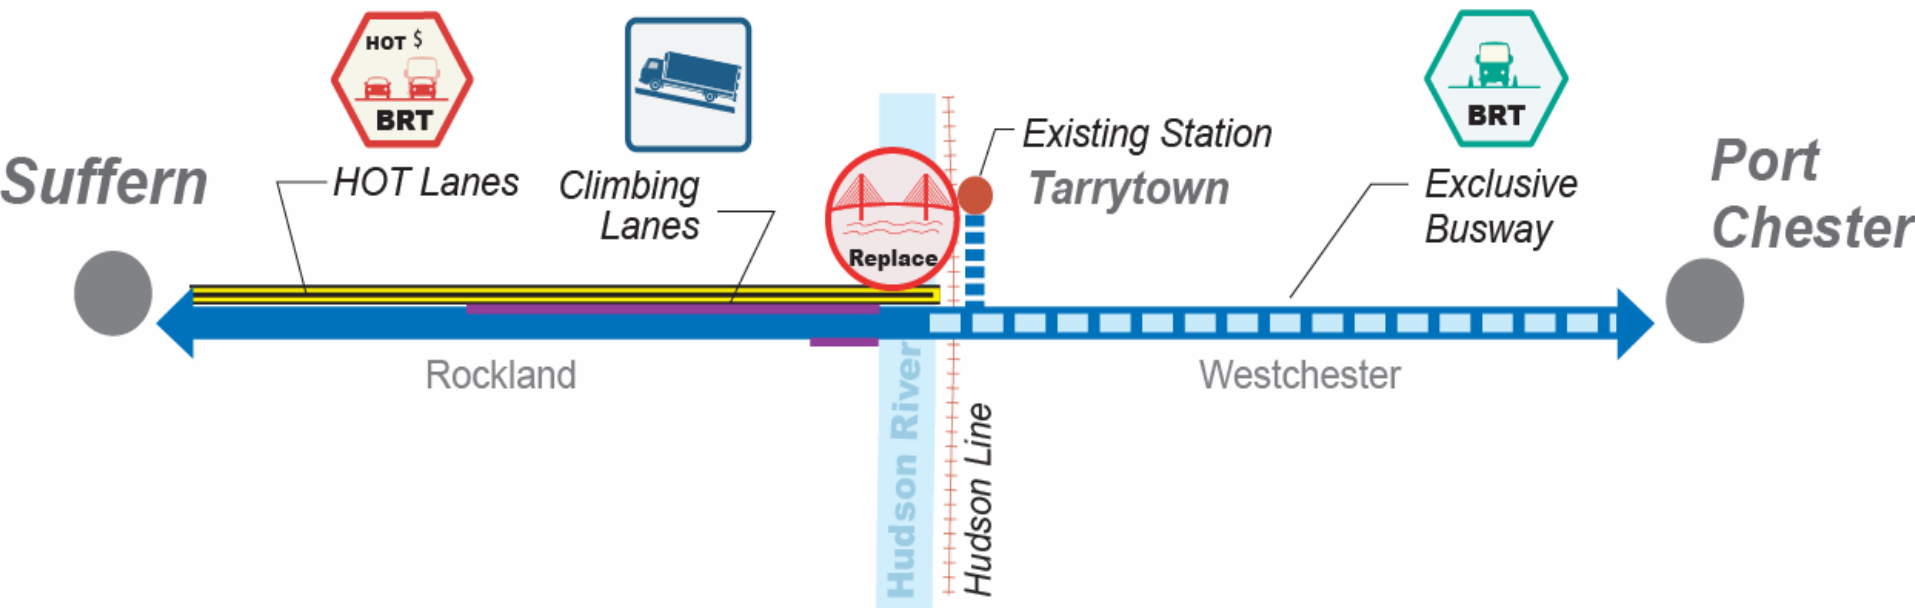 HOT $
BRT
Suffern
HOT Lanes
Climbing
Lanes
Replace
Existing Station
Tarrytown
BRT
Exclusive
Busway
Port
Chester
Rockland
Westchester
Hudson River
Hudson Line